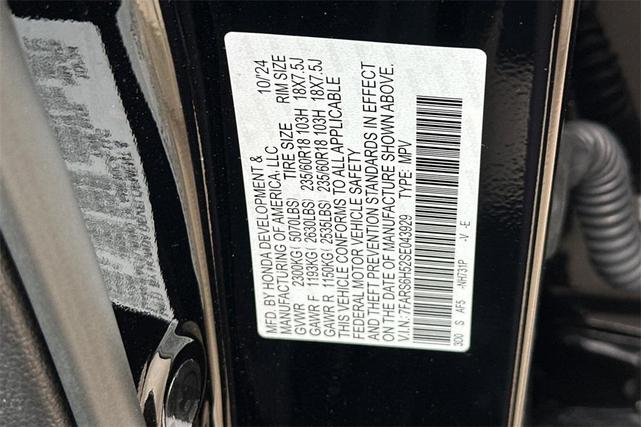 MFD. BY HONDA DEVELOPMENT & 10/24
MANUFACTURING OF AMERICA, LLC
TIRE SIZE RIM SIZE
GVWR 2300KG( 5070LBS)
GAWR F 1193KG( 2630LBS) 235/60R18 103H 18X7.5J
GAWR R 1150KG( 2535LBS) 235/60R18 103H 18X7.5J
THIS VEHICLE CONFORMS TO ALL APPLICABLE
FEDERAL MOTOR VEHICLE SAFETY
AND THEFT PREVENTION STANDARDS IN EFFECT
ON THE DATE OF MANUFACTURE SHOWN ABOVE.
V.I.N.:7FARS6H52SE043929 TYPE: MPV
300 S AF5 -NH731P -V -E